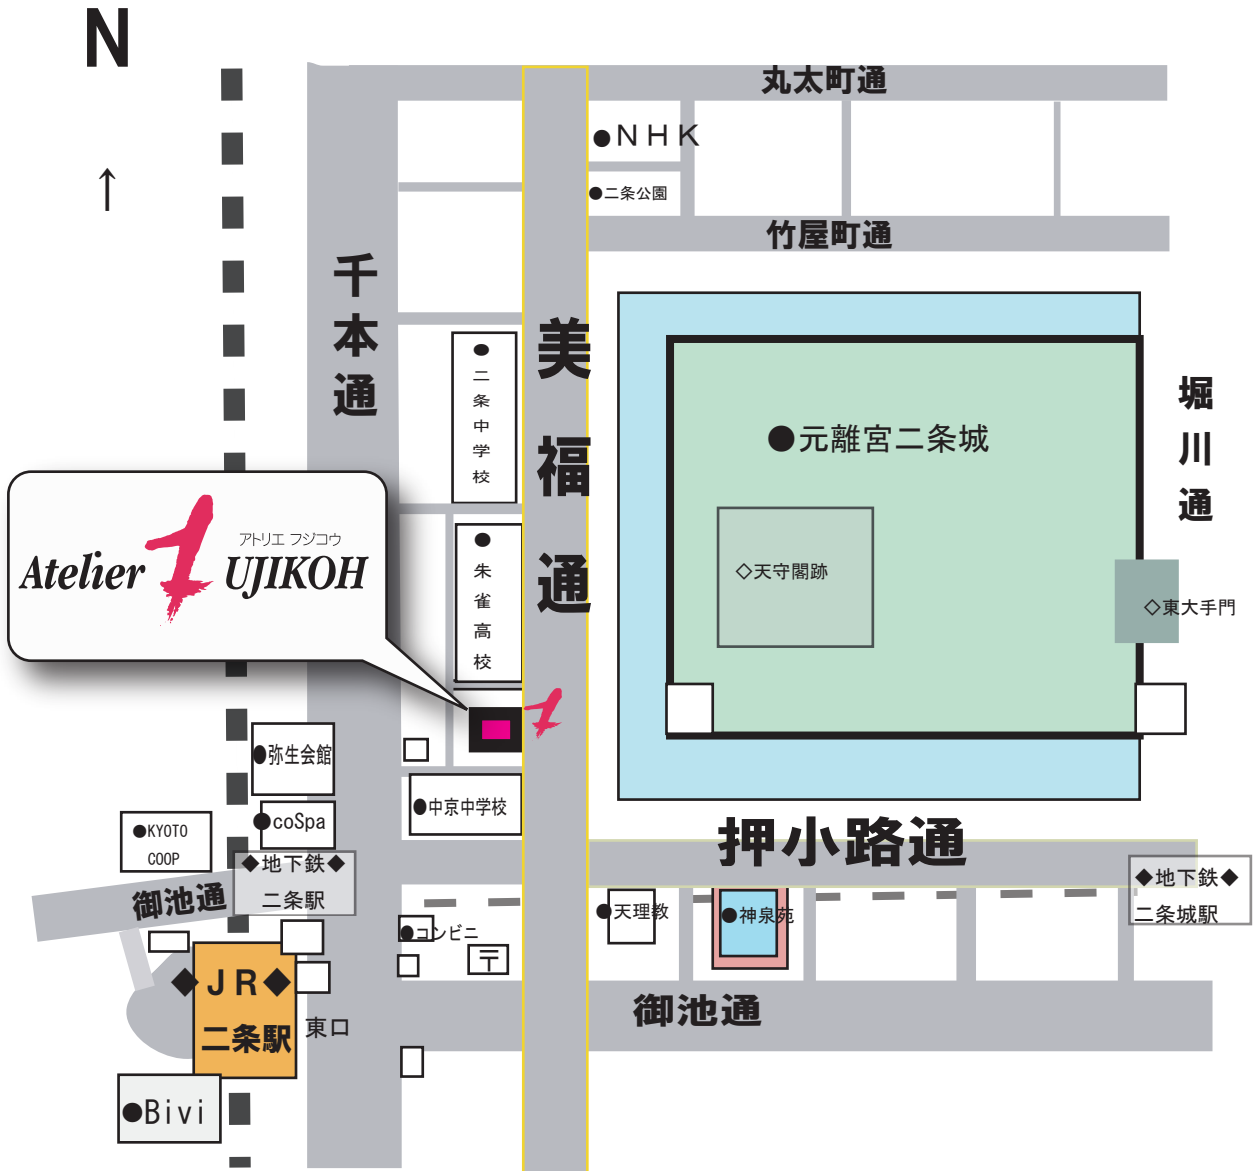 N
↑
丸太町通
●NHK
●二条公園
竹屋町通
千本通
美福通
堀川通
●二条中学校
●元離宮二条城
アトリエ フジコウ
Atelier UJIKOH
●朱雀高校
◇天守閣跡
◇東大手門
●弥生会館
●coSpa
●KYOTO
COOP
●中京中学校
押小路通
◆地下鉄◆
二条駅
◆地下鉄◆
二条城駅
御池通
●天理教
●神泉苑
●コンビニ
〒
◆JR◆
二条駅
東口
御池通
●Bivi